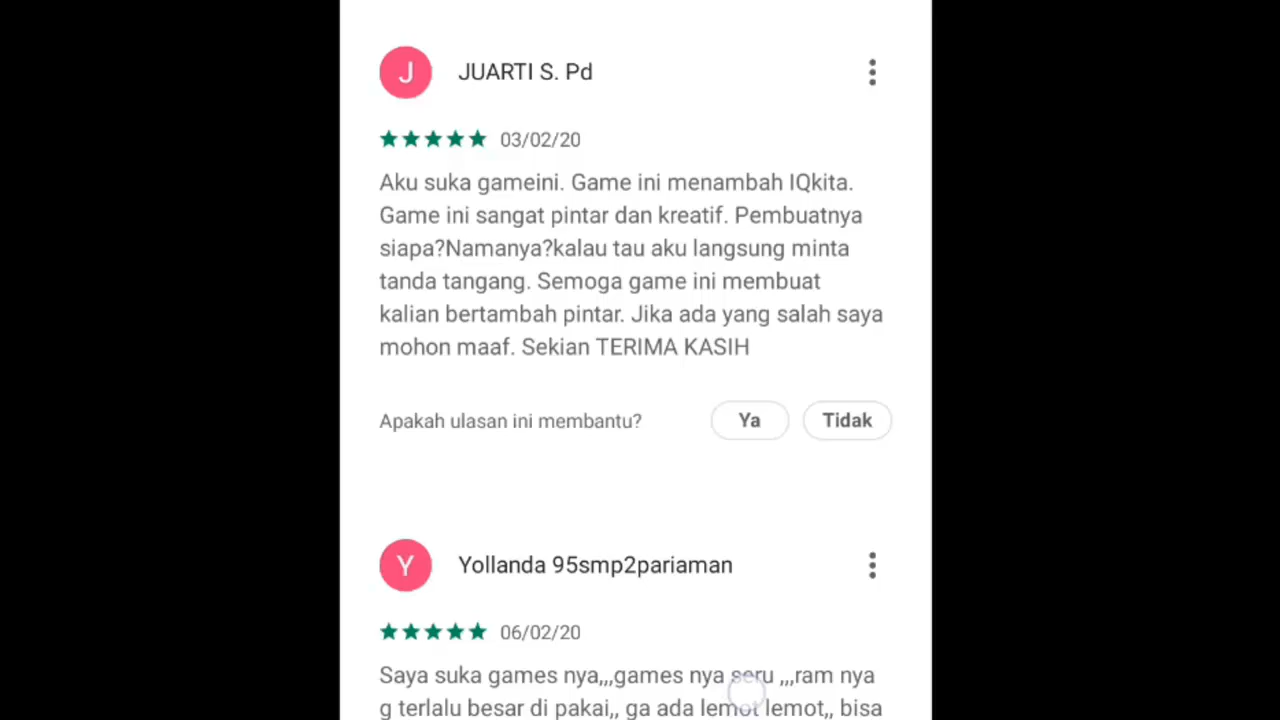 J
JUARTI S. Pd
03/02/20
Aku suka gameini. Game ini menambah IQkita.
Game ini sangat pintar dan kreatif. Pembuatnya
siapa?Namanya?kalau tau aku langsung minta
tanda tangang. Semoga game ini membuat
kalian bertambah pintar. Jika ada yang salah saya
mohon maaf. Sekian TERIMA KASIH
Apakah ulasan ini membantu? Ya Tidak
Y
Yollanda 95smp2pariaman
06/02/20
Saya suka games nya,,,games nya seru ,,,ram nya
g terlalu besar di pakai,, ga ada lemot lemot,, bisa